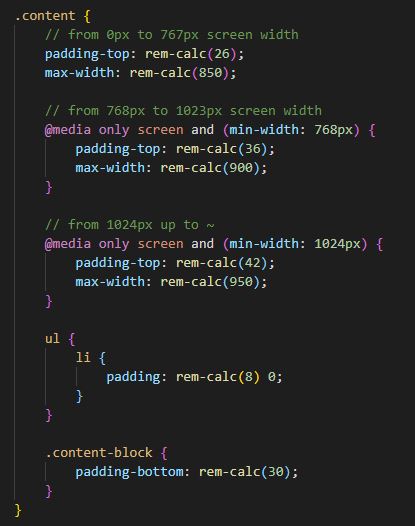 .content {
// from 0px to 767px screen width
padding-top: rem-calc(26);
max-width: rem-calc(850);
// from 768px to 1023px screen width
@media only screen and (min-width: 768px) {
padding-top: rem-calc(36);
max-width: rem-calc(900);
}
// from 1024px up to ~
@media only screen and (min-width: 1024px) {
padding-top: rem-calc(42);
max-width: rem-calc(950);
}
ul {
li {
padding: rem-calc(8) 0;
}
}
.content-block {
padding-bottom: rem-calc(30);
}
}